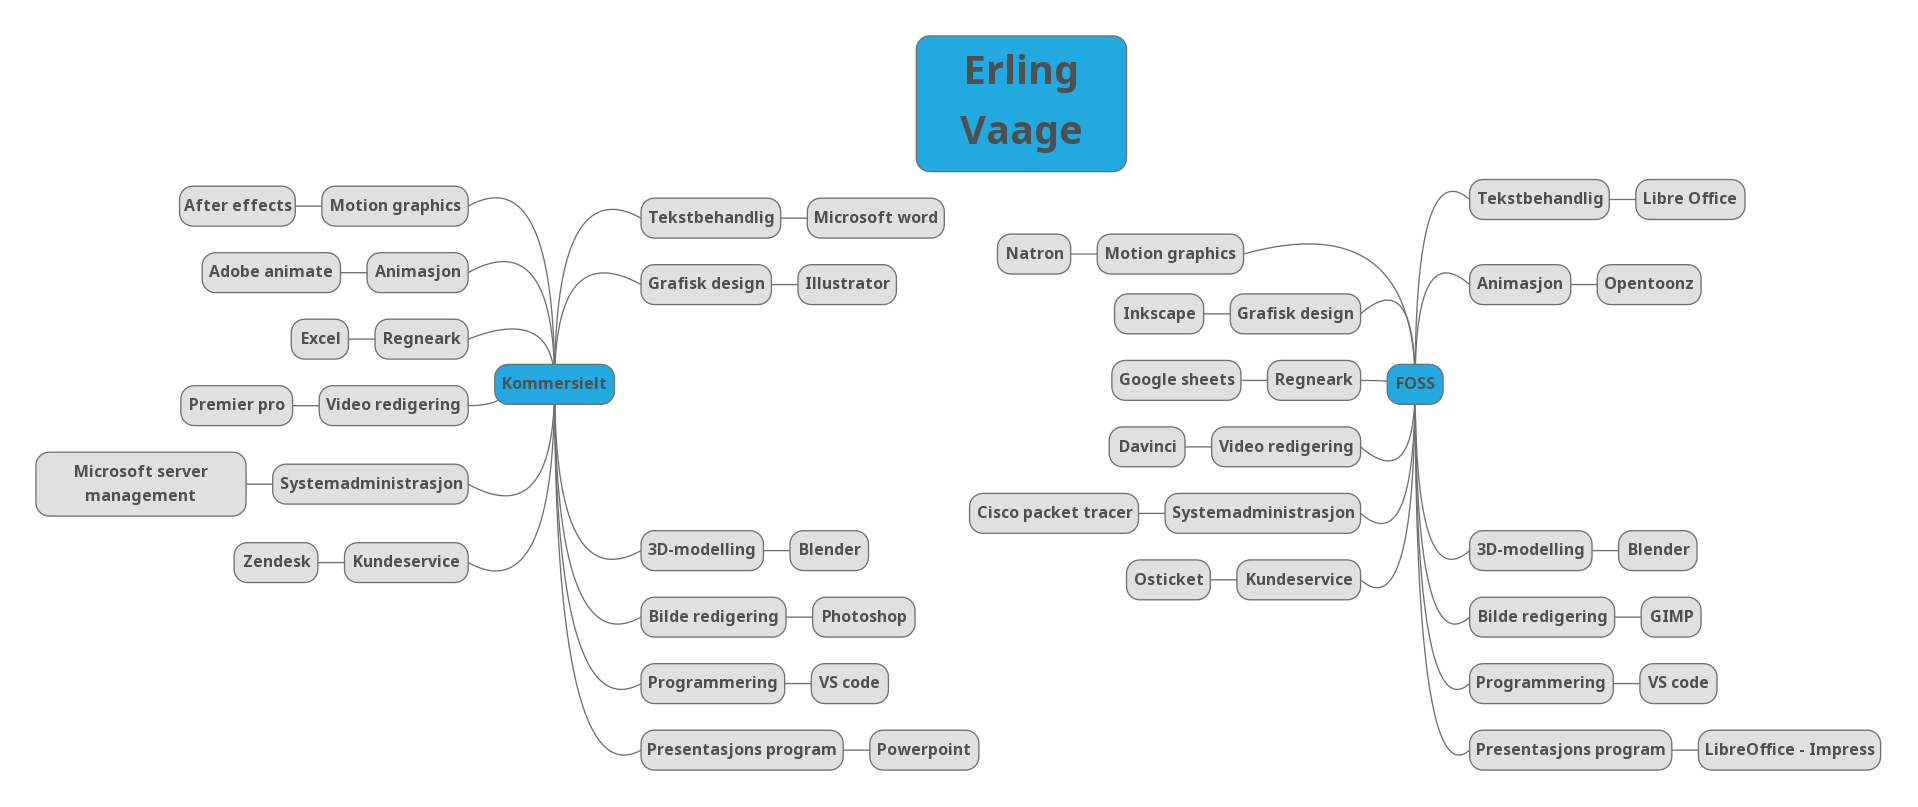 Erling
Vaage
After effects
Motion graphics
Adobe animate
Animasjon
Excel
Regneark
Premier pro
Video redigering
Microsoft server
management
Systemadministrasjon
Zendesk
Kundeservice
Kommersielt
Tekstbehandlig
Microsoft word
Grafisk design
Illustrator
3D-modelling
Blender
Bilde redigering
Photoshop
Programmering
VS code
Presentasjons program
Powerpoint
Natron
Motion graphics
Inkscape
Grafisk design
Google sheets
Regneark
Davinci
Video redigering
Cisco packet tracer
Systemadministrasjon
Osticket
Kundeservice
FOSS
Tekstbehandlig
Libre Office
Animasjon
Opentoonz
3D-modelling
Blender
Bilde redigering
GIMP
Programmering
VS code
Presentasjons program
LibreOffice - Impress